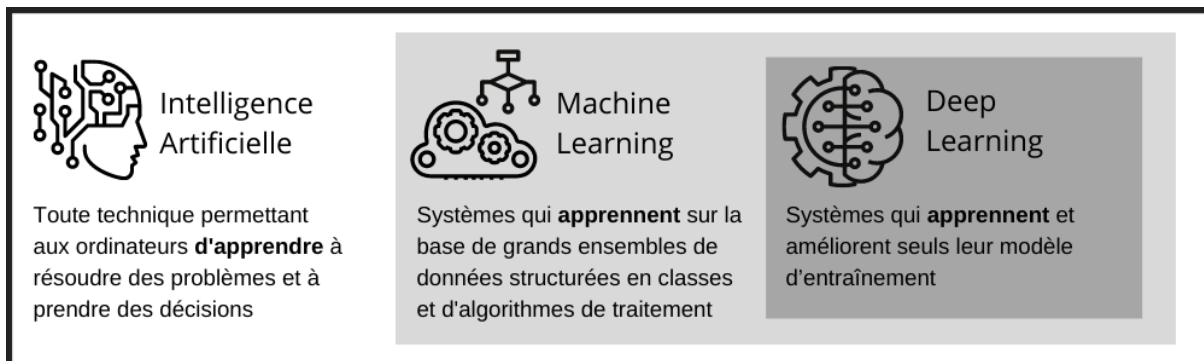 Intelligence
Artificielle
Toute technique permettant
aux ordinateurs d'apprendre à
résoudre des problèmes et à
prendre des décisions
Machine
Learning
Systèmes qui apprennent sur la
base de grands ensembles de
données structurées en classes
et d'algorithmes de traitement
Deep
Learning
Systèmes qui apprennent et
améliorent seuls leur modèle
d’entraînement